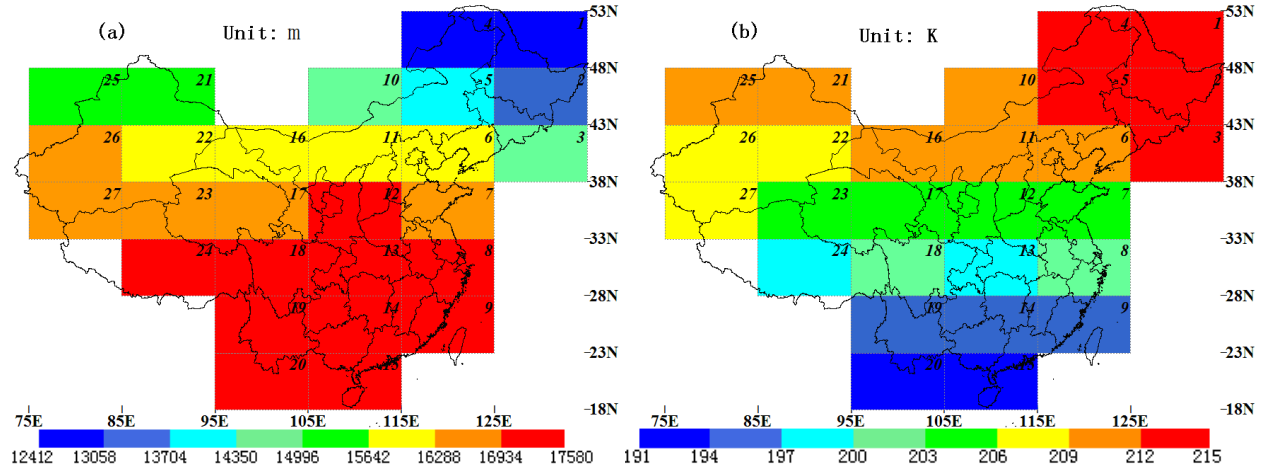 53N
4 1
(a) Unit: m
48N
25 21 10 5 2
43N
26 22 16 11 6 3
38N
27 23 17 12 7
33N
24 18 13 8
28N
19 14 9
23N
20 15
18N
75E 85E 95E 105E 115E 125E
12412 13058 13704 14350 14996 15642 16288 16934 17580
53N
4 1
(b) Unit: K
48N
25 21 10 5 2
43N
26 22 16 11 6 3
38N
27 23 17 12 7
33N
24 18 13 8
28N
19 14 9
23N
20 15
18N
75E 85E 95E 105E 115E 125E
191 194 197 200 203 206 209 212 215